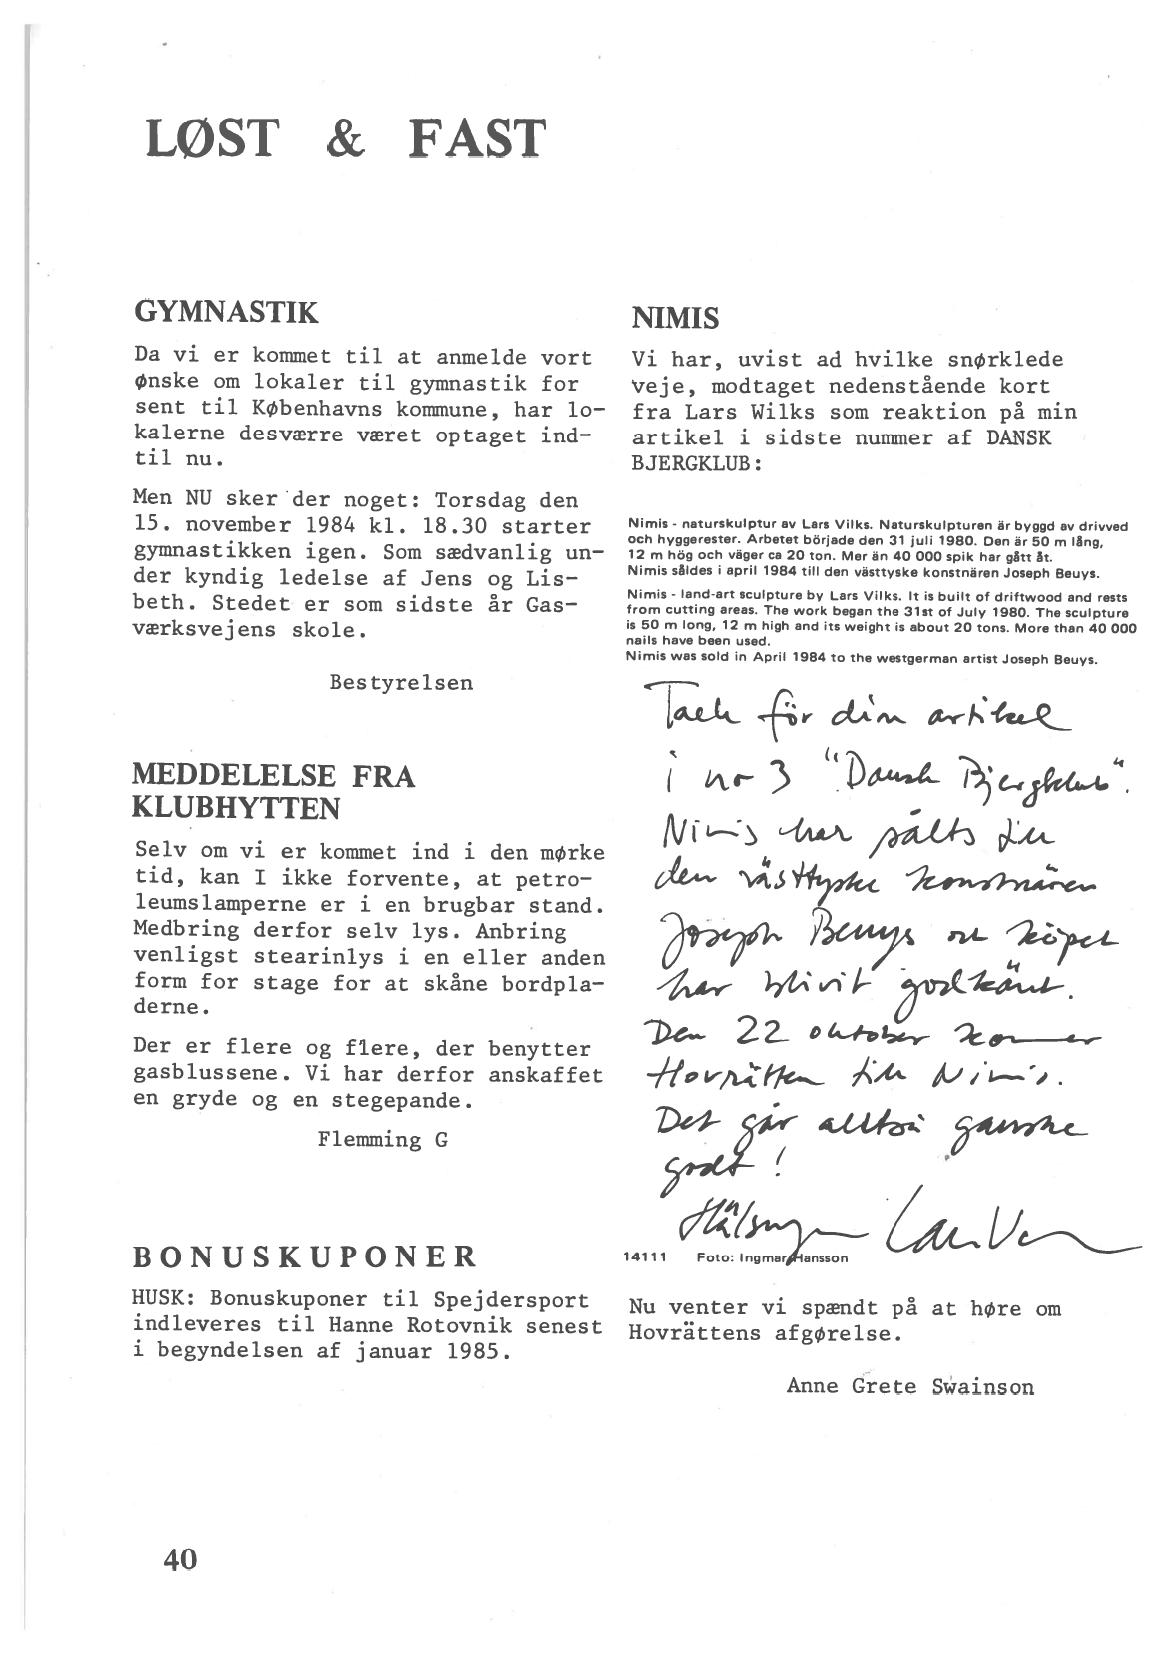 LØST & FAST
GYMNASTIK
Da vi er kommet til at anmelde vort
ønske om lokaler til gymnastik for
sent til Københavns kommune, har lo-
kalerne desværre været optaget ind-
til nu.
Men NU sker der noget: Torsdag den
15. november 1984 kl. 18.30 starter
gymnastikken igen. Som sædvanlig un-
der kyndig ledelse af Jens og Lis-
beth. Stedet er som sidste år Gas-
værksvejens skole.
Bestyrelsen
MEDDELELSE FRA
KLUBHYTTEN
Selv om vi er kommet ind i den mørke
tid, kan I ikke forvente, at petro-
leumslamperne er i en brugbar stand.
Medbring derfor selv lys. Anbring
venligst stearinlys i en eller anden
form for stage for at skåne bordpla-
derne.
Der er flere og flere, der benytter
gasblussene. Vi har derfor anskaffet
en gryde og en stegepande.
Flemming G
BONUSKUPONER
HUSK: Bonuskuponer til Spejdersport
indleveres til Hanne Rotovnik senest
i begyndelsen af januar 1985.
NIMIS
Vi har, uvist ad hvilke snørklede
veje, modtaget nedenstående kort
fra Lars Wilks som reaktion på min
artikel i sidste nummer af DANSK
BJERGKLUB:
Nimis - naturskulptur av Lars Vilks. Naturskulpturen är byggd av drivved
och hyggerester. Arbetet började den 31 juli 1980. Den är 50 m lång,
12 m hög och väger ca 20 ton. Mer än 40 000 spik har gått åt.
Nimis såldes i april 1984 till den västtyske konstnären Joseph Beuys.
Nimis - land-art sculpture by Lars Vilks. It is built of driftwood and rests
from cutting areas. The work began the 31st of July 1980. The sculpture
is 50 m long, 12 m high and its weight is about 20 tons. More than 40 000
nails have been used.
Nimis was sold in April 1984 to the westgerman artist Joseph Beuys.
Tack för din artikel
i nr 3 "Dansk Bjergklub".
Nimis har sålts till
den västtyske konstnären
Joseph Beuys och köpet
har blivit godkänt.
Den 22 oktober kommer
Hovrätten till Nimis.
Det går alltså ganska
godt!
Hälsningen Lars V
14111 Foto: Ingmar Hansson
Nu venter vi spændt på at høre om
Hovrättens afgørelse.
Anne Grete Swainson
40